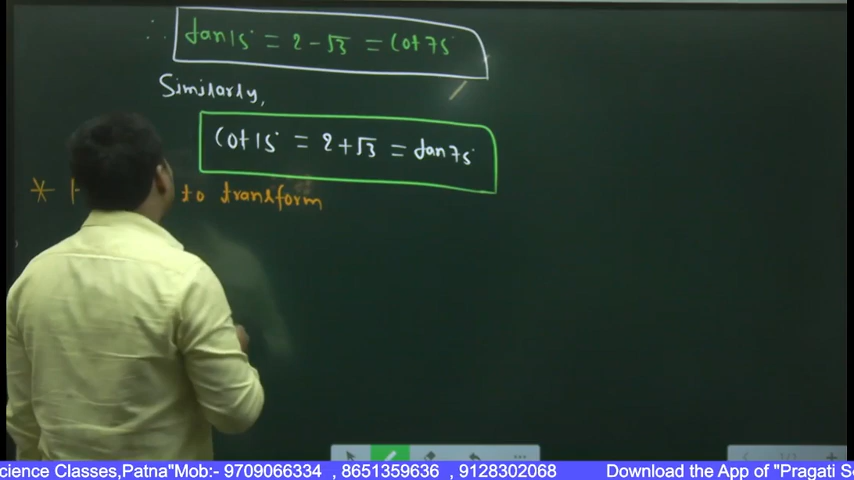 ∴ tan15° = 2 - √3 = Cot75°
Similarly,
Cot15° = 2 + √3 = tan75°
* to transform
cience Classes,Patna"Mob:- 9709066334 , 8651359636 , 9128302068 Download the App of "Pragati Sc